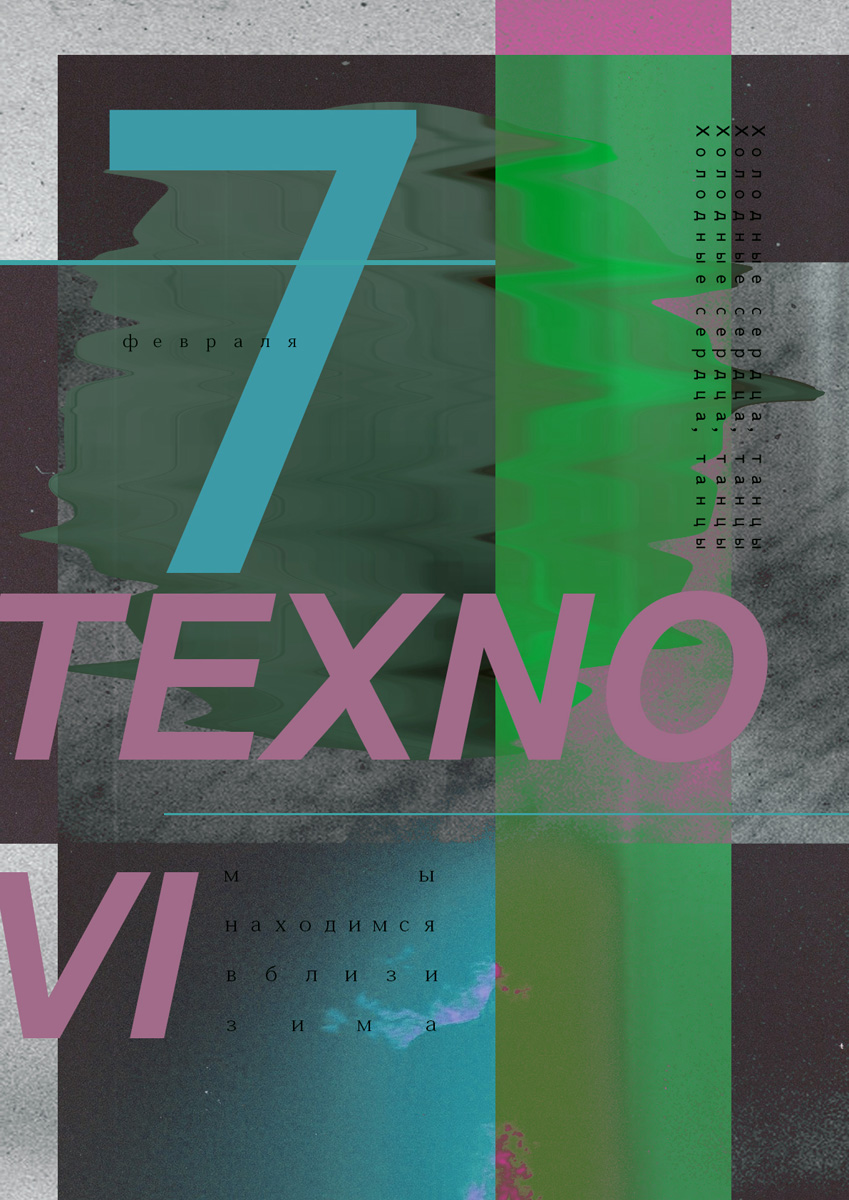 7
февраля
Холодные сердца, танцы
Холодные сердца, танцы
Холодные сердца, танцы
Холодные сердца, танцы
TEXNO
VI
мы
находимся
вблизи
зима